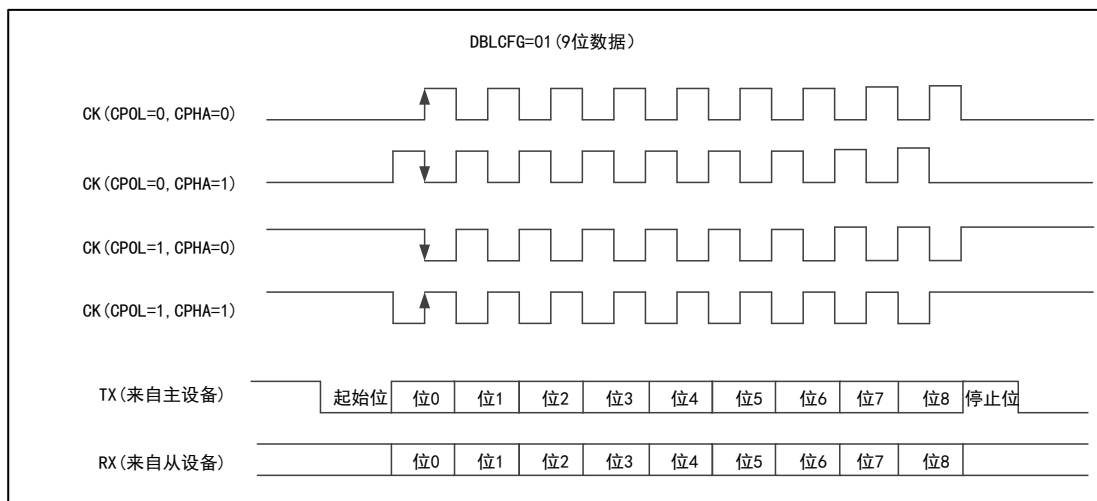 DBLCFG=01(9位数据)
CK(CPOL=0,CPHA=0)
CK(CPOL=0,CPHA=1)
CK(CPOL=1,CPHA=0)
CK(CPOL=1,CPHA=1)
TX(来自主设备) 起始位 位0 位1 位2 位3 位4 位5 位6 位7 位8 停止位
RX(来自从设备) 位0 位1 位2 位3 位4 位5 位6 位7 位8